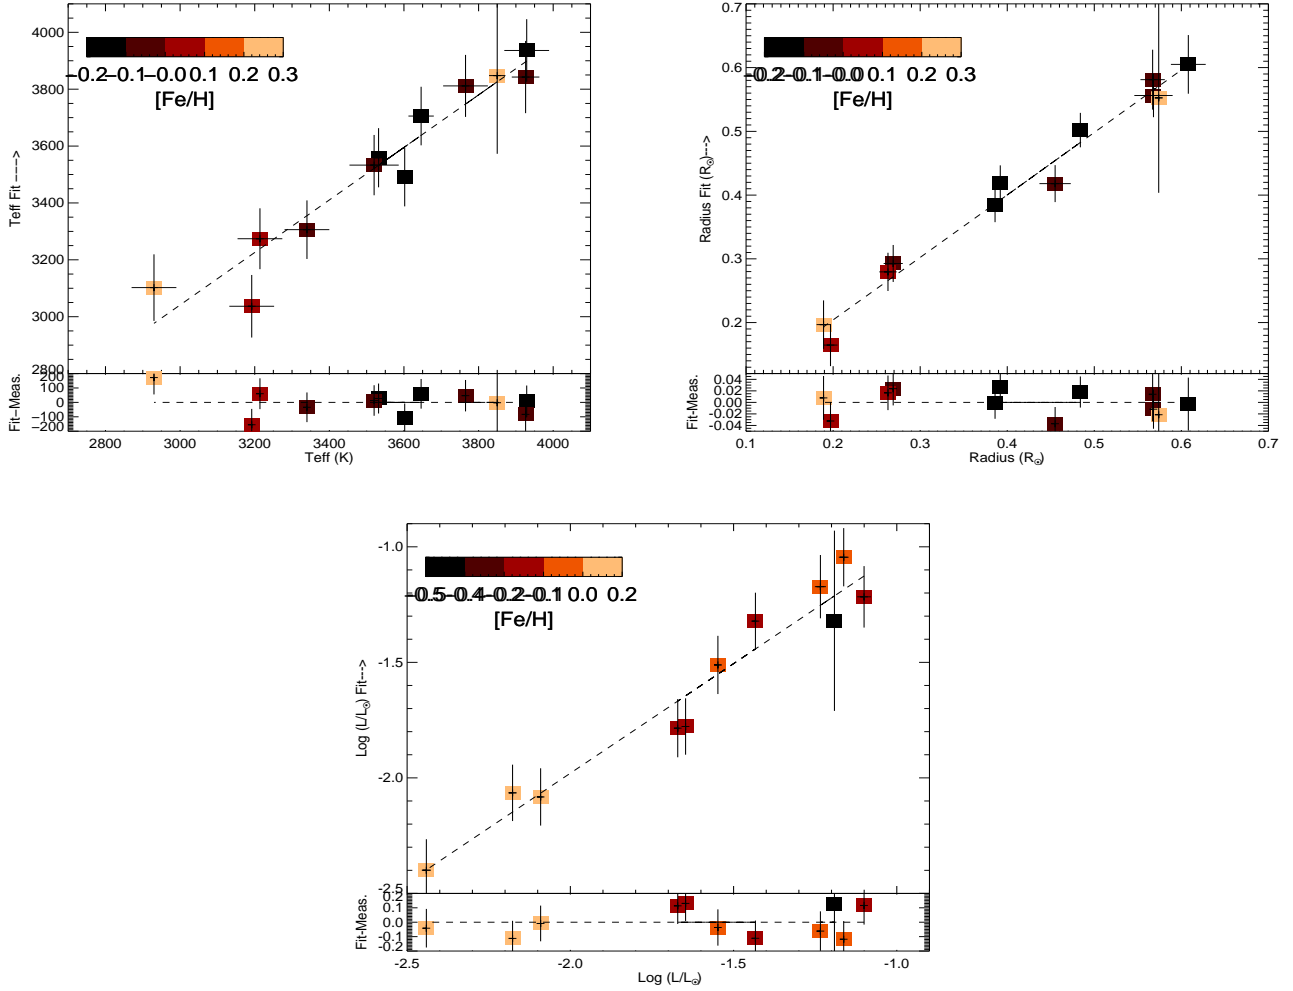 4000
3800
3600
3400
3200
3000
2800
Teff Fit ---->
-0.2-0.1-0.0 0.1 0.2 0.3
[Fe/H]
200
100
0
-100
-200
Fit-Meas.
2800 3000 3200 3400 3600 3800 4000
Teff (K)
0.7
0.6
0.5
0.4
0.3
0.2
Radius Fit (R☉)--->
-0.2-0.1-0.0 0.1 0.2 0.3
[Fe/H]
0.04
0.02
0.00
-0.02
-0.04
Fit-Meas.
0.1 0.2 0.3 0.4 0.5 0.6 0.7
Radius (R☉)
-1.0
-1.5
-2.0
-2.5
Log (L/L☉) Fit--->
-0.5-0.4-0.2-0.1 0.0 0.2
[Fe/H]
0.2
0.1
0.0
-0.1
-0.2
Fit-Meas.
-2.5 -2.0 -1.5 -1.0
Log (L/L☉)